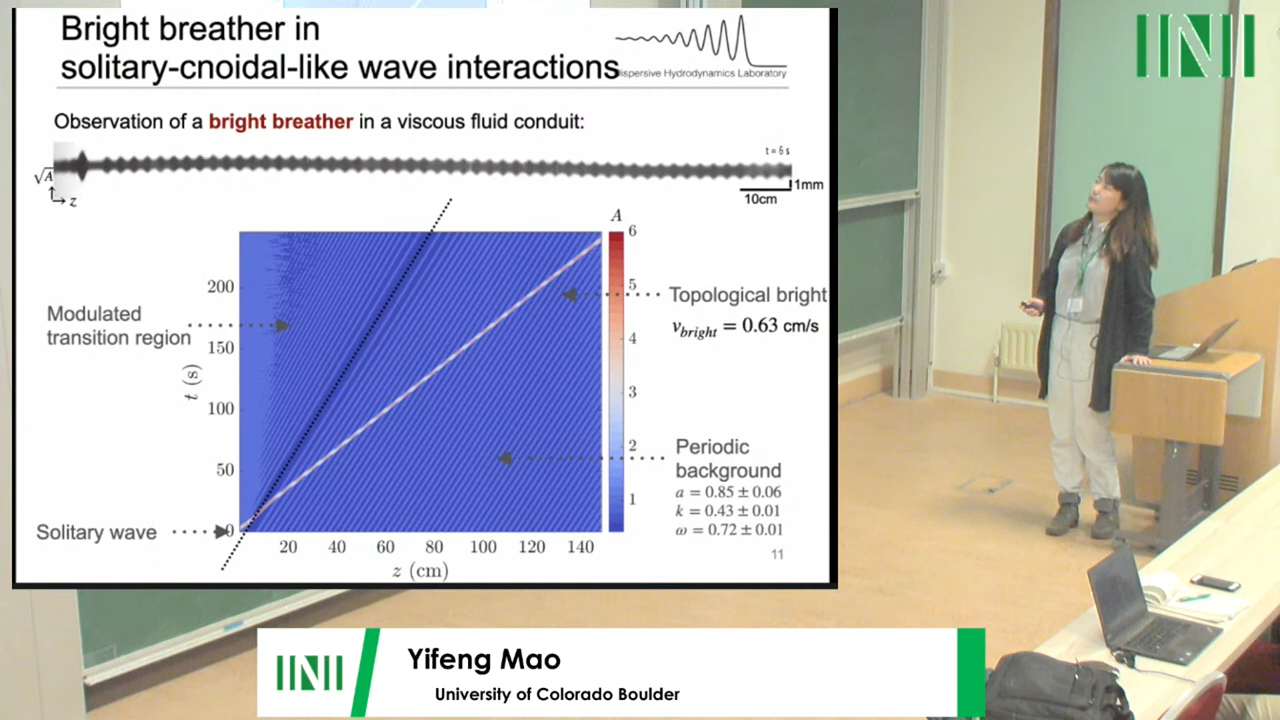 Bright breather in
solitary-cnoidal-like wave interactions
ispersive Hydrodynamics Laboratory
Observation of a bright breather in a viscous fluid conduit:
t = 6 s
√A
z
1mm
10cm
A
6
5
4
3
2
1
200
150
100
50
0
t (s)
20 40 60 80 100 120 140
z (cm)
Modulated
transition region
Solitary wave
Topological bright
v_bright = 0.63 cm/s
Periodic
background
a = 0.85 ± 0.06
k = 0.43 ± 0.01
ω = 0.72 ± 0.01
11
INI
INI
Yifeng Mao
University of Colorado Boulder